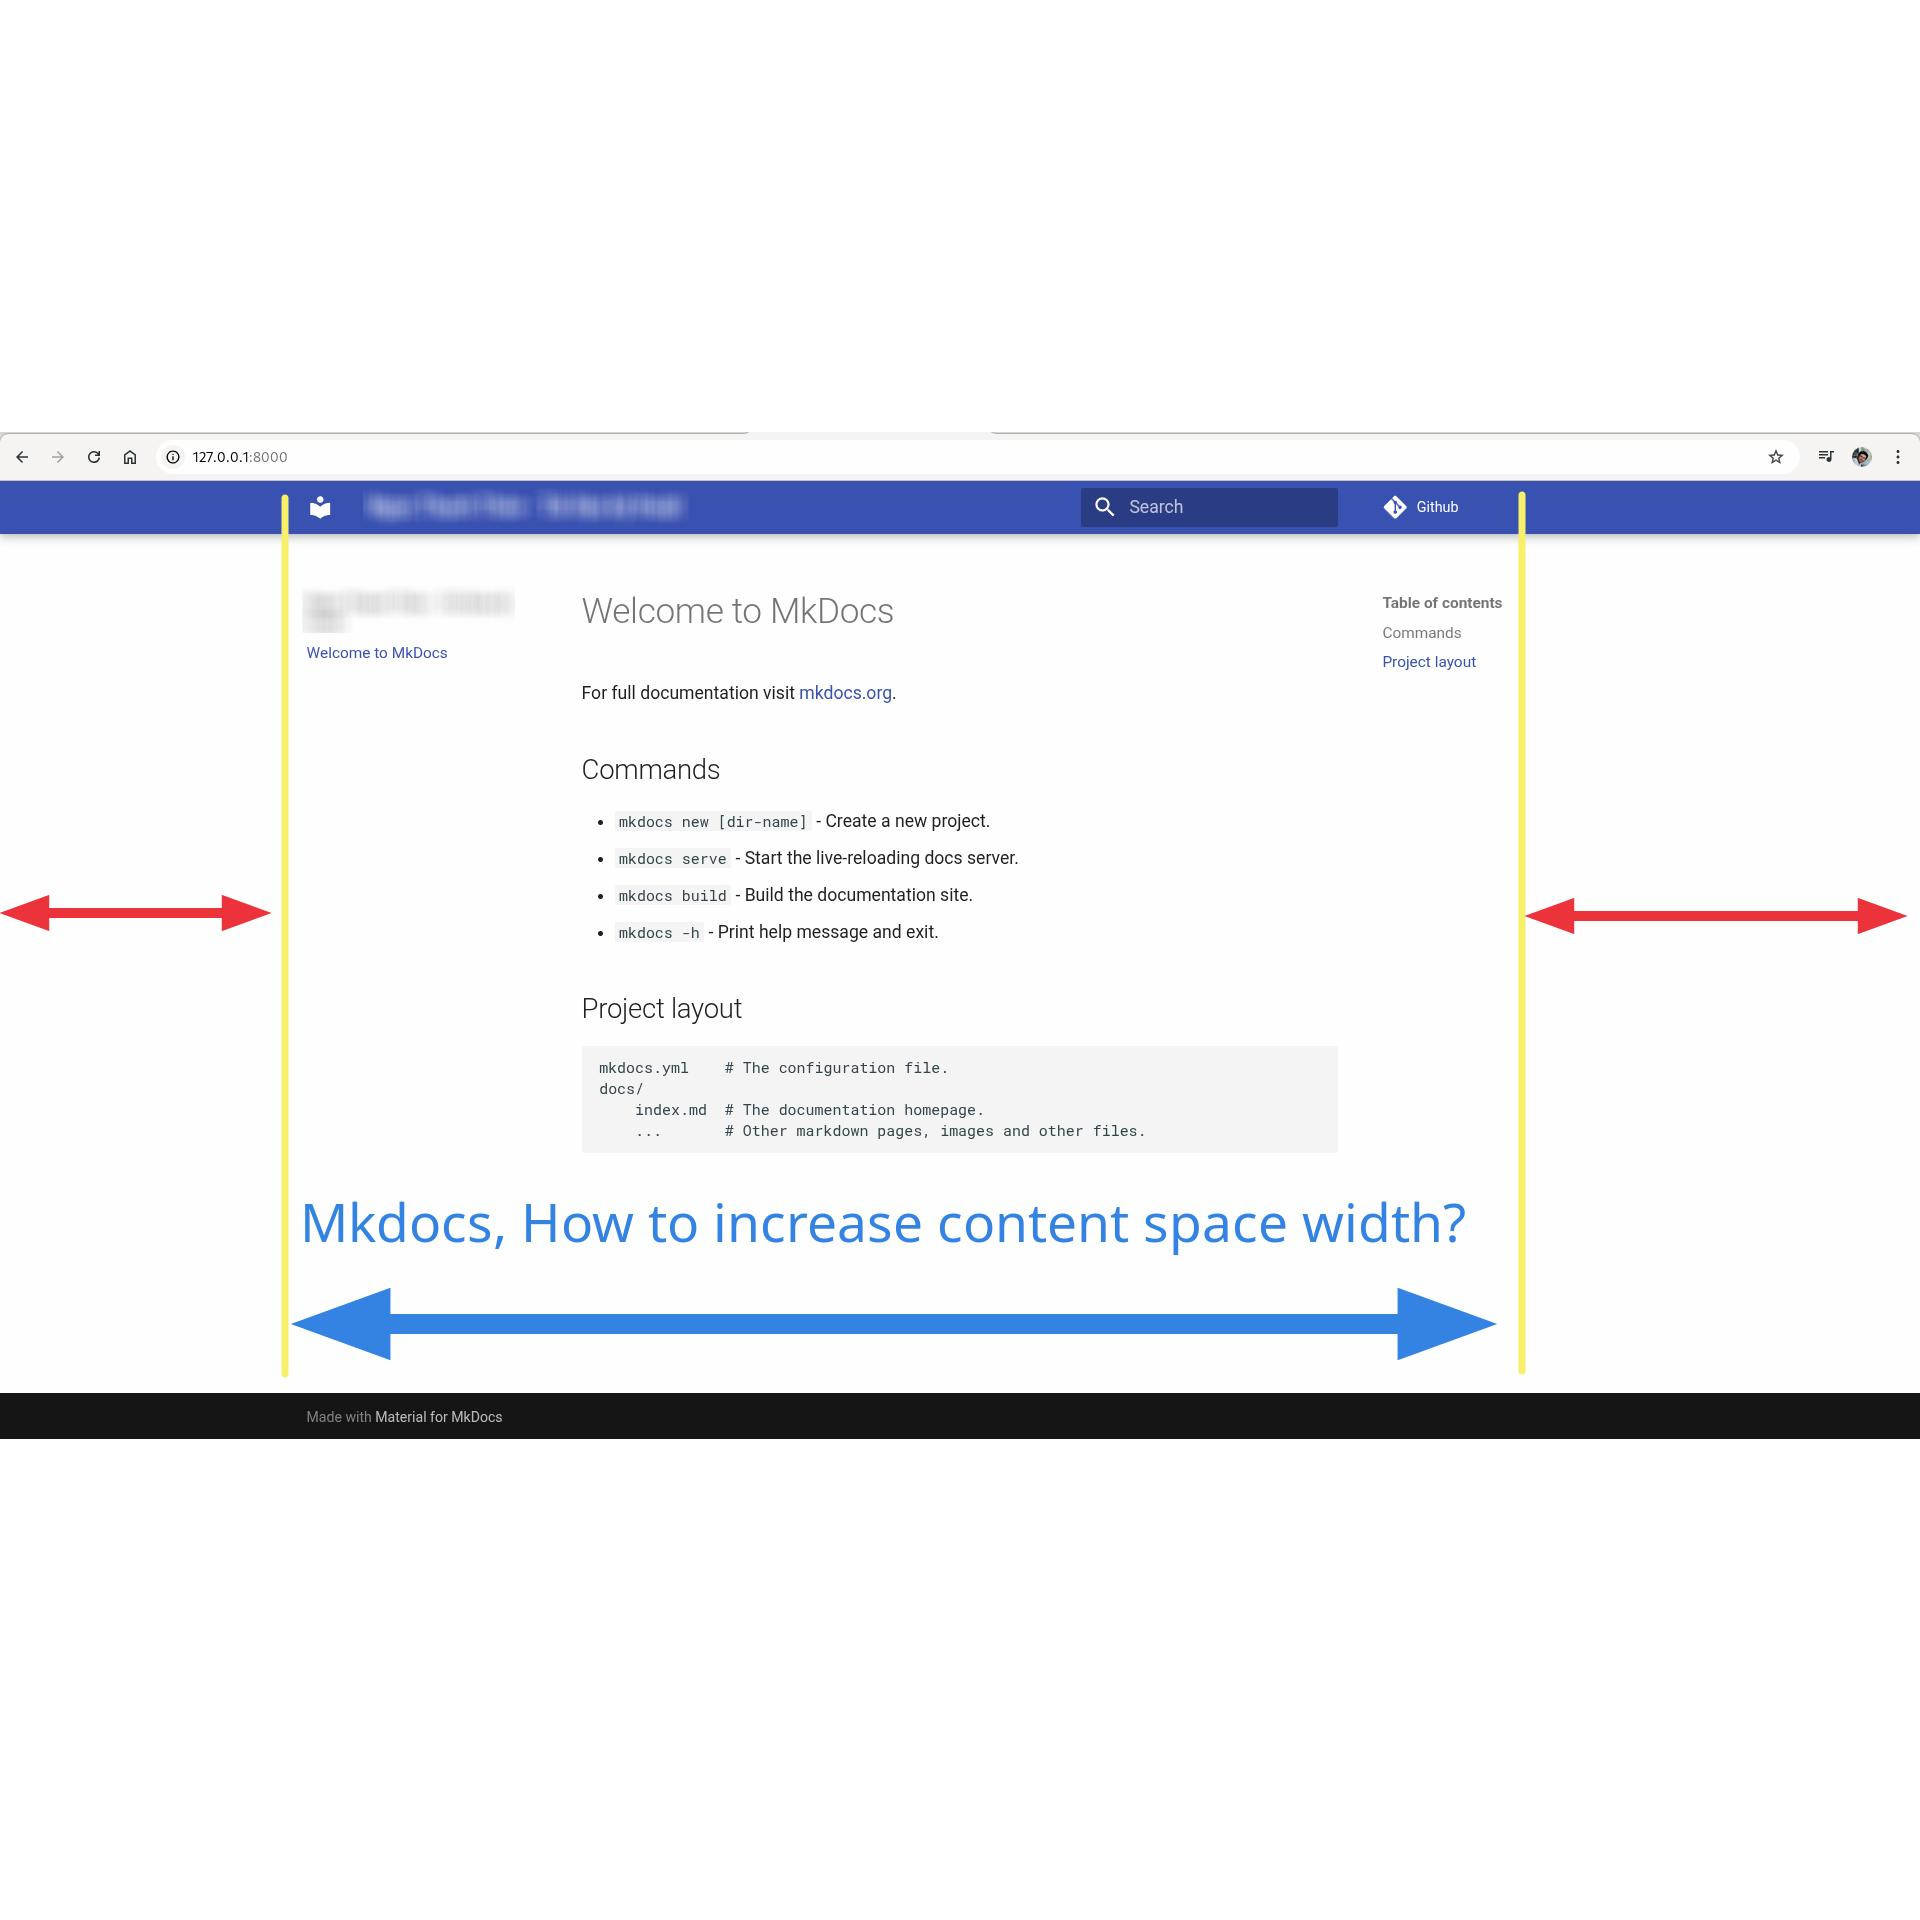 127.0.0.1:8000
Search
Github
Welcome to MkDocs
Welcome to MkDocs
For full documentation visit mkdocs.org.
Commands
mkdocs new [dir-name] - Create a new project.
mkdocs serve - Start the live-reloading docs server.
mkdocs build - Build the documentation site.
mkdocs -h - Print help message and exit.
Project layout
mkdocs.yml    # The configuration file.
docs/
    index.md  # The documentation homepage.
    ...       # Other markdown pages, images and other files.
Table of contents
Commands
Project layout
Mkdocs, How to increase content space width?
Made with Material for MkDocs